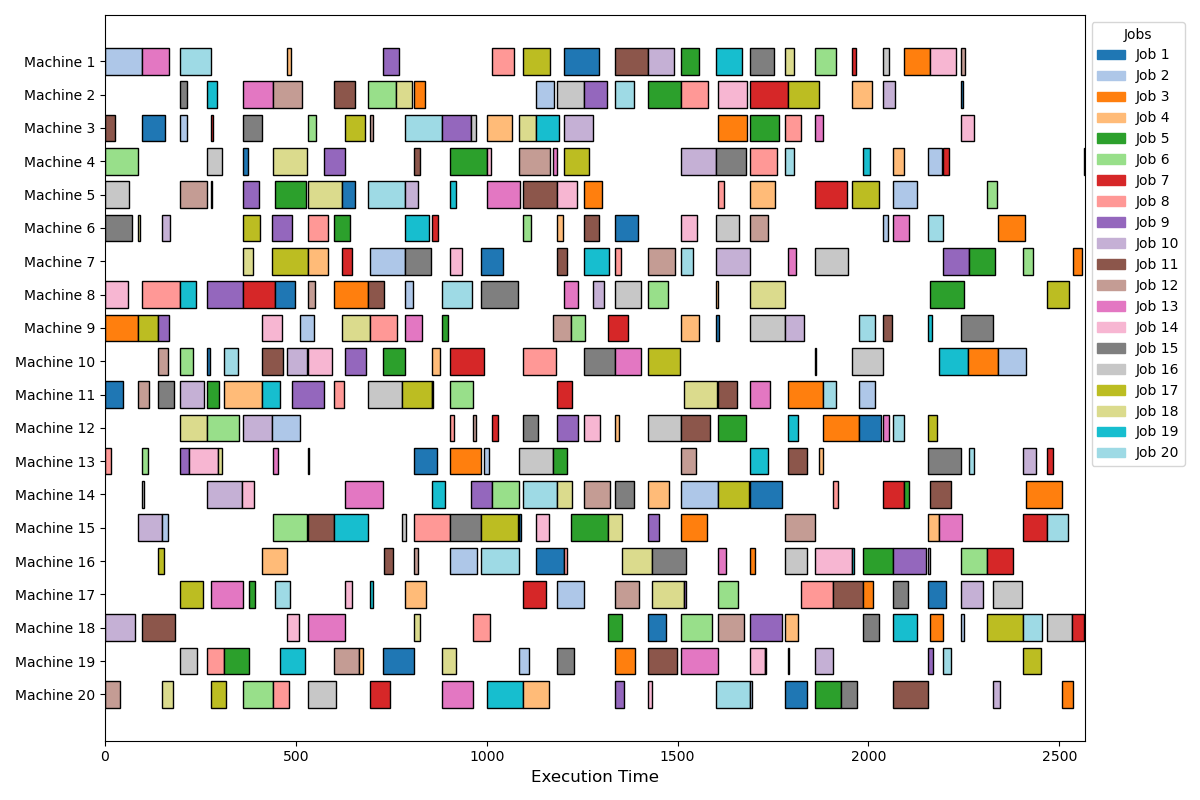 Machine 1
Machine 2
Machine 3
Machine 4
Machine 5
Machine 6
Machine 7
Machine 8
Machine 9
Machine 10
Machine 11
Machine 12
Machine 13
Machine 14
Machine 15
Machine 16
Machine 17
Machine 18
Machine 19
Machine 20
0 500 1000 1500 2000 2500
Execution Time
Jobs
Job 1
Job 2
Job 3
Job 4
Job 5
Job 6
Job 7
Job 8
Job 9
Job 10
Job 11
Job 12
Job 13
Job 14
Job 15
Job 16
Job 17
Job 18
Job 19
Job 20